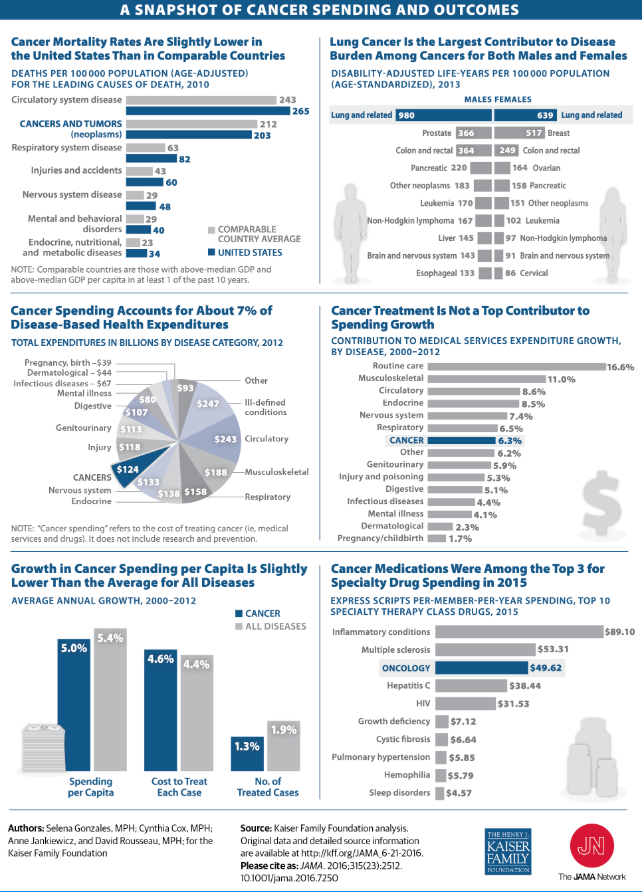 A SNAPSHOT OF CANCER SPENDING AND OUTCOMES
Cancer Mortality Rates Are Slightly Lower in
the United States Than in Comparable Countries
DEATHS PER 100 000 POPULATION (AGE-ADJUSTED)
FOR THE LEADING CAUSES OF DEATH, 2010
Circulatory system disease 243
265
CANCERS AND TUMORS 212
(neoplasms) 203
Respiratory system disease 63
82
Injuries and accidents 43
60
Nervous system disease 29
48
Mental and behavioral 29
disorders 40
Endocrine, nutritional, 23
and metabolic diseases 34
COMPARABLE
COUNTRY AVERAGE
UNITED STATES
NOTE: Comparable countries are those with above-median GDP and
above-median GDP per capita in at least 1 of the past 10 years.
Lung Cancer Is the Largest Contributor to Disease
Burden Among Cancers for Both Males and Females
DISABILITY-ADJUSTED LIFE-YEARS PER 100 000 POPULATION
(AGE-STANDARDIZED), 2013
MALES FEMALES
Lung and related 980 639 Lung and related
Prostate 366 517 Breast
Colon and rectal 364 249 Colon and rectal
Pancreatic 220 164 Ovarian
Other neoplasms 183 158 Pancreatic
Leukemia 170 151 Other neoplasms
Non-Hodgkin lymphoma 167 102 Leukemia
Liver 145 97 Non-Hodgkin lymphoma
Brain and nervous system 143 91 Brain and nervous system
Esophageal 133 86 Cervical
Cancer Spending Accounts for About 7% of
Disease-Based Health Expenditures
TOTAL EXPENDITURES IN BILLIONS BY DISEASE CATEGORY, 2012
Pregnancy, birth – $39
Dermatological – $44
Infectious diseases – $67
Mental illness $80
Digestive $107
Genitourinary $113
Injury $118
CANCERS $124
Nervous system $133
Endocrine $138
Other $93
Ill-defined
conditions $247
Circulatory $243
Musculoskeletal $188
Respiratory $158
NOTE: "Cancer spending" refers to the cost of treating cancer (ie, medical
services and drugs). It does not include research and prevention.
Cancer Treatment Is Not a Top Contributor to
Spending Growth
CONTRIBUTION TO MEDICAL SERVICES EXPENDITURE GROWTH,
BY DISEASE, 2000–2012
Routine care 16.6%
Musculoskeletal 11.0%
Circulatory 8.6%
Endocrine 8.5%
Nervous system 7.4%
Respiratory 6.5%
CANCER 6.3%
Other 6.2%
Genitourinary 5.9%
Injury and poisoning 5.3%
Digestive 5.1%
Infectious diseases 4.4%
Mental illness 4.1%
Dermatological 2.3%
Pregnancy/childbirth 1.7%
$
Growth in Cancer Spending per Capita Is Slightly
Lower Than the Average for All Diseases
AVERAGE ANNUAL GROWTH, 2000–2012
CANCER
ALL DISEASES
5.0% 5.4%
4.6% 4.4%
1.3% 1.9%
Spending
per Capita
Cost to Treat
Each Case
No. of
Treated Cases
Cancer Medications Were Among the Top 3 for
Specialty Drug Spending in 2015
EXPRESS SCRIPTS PER-MEMBER-PER-YEAR SPENDING, TOP 10
SPECIALTY THERAPY CLASS DRUGS, 2015
Inflammatory conditions $89.10
Multiple sclerosis $53.31
ONCOLOGY $49.62
Hepatitis C $38.44
HIV $31.53
Growth deficiency $7.12
Cystic fibrosis $6.64
Pulmonary hypertension $5.85
Hemophilia $5.79
Sleep disorders $4.57
Authors: Selena Gonzales, MPH; Cynthia Cox, MPH;
Anne Jankiewicz, and David Rousseau, MPH; for the
Kaiser Family Foundation
Source: Kaiser Family Foundation analysis.
Original data and detailed source information
are available at http://kff.org/JAMA_6-21-2016.
Please cite as: JAMA. 2016;315(23):2512.
10.1001/jama.2016.7250
THE HENRY J.
KAISER
FAMILY
FOUNDATION
JN
The JAMA Network